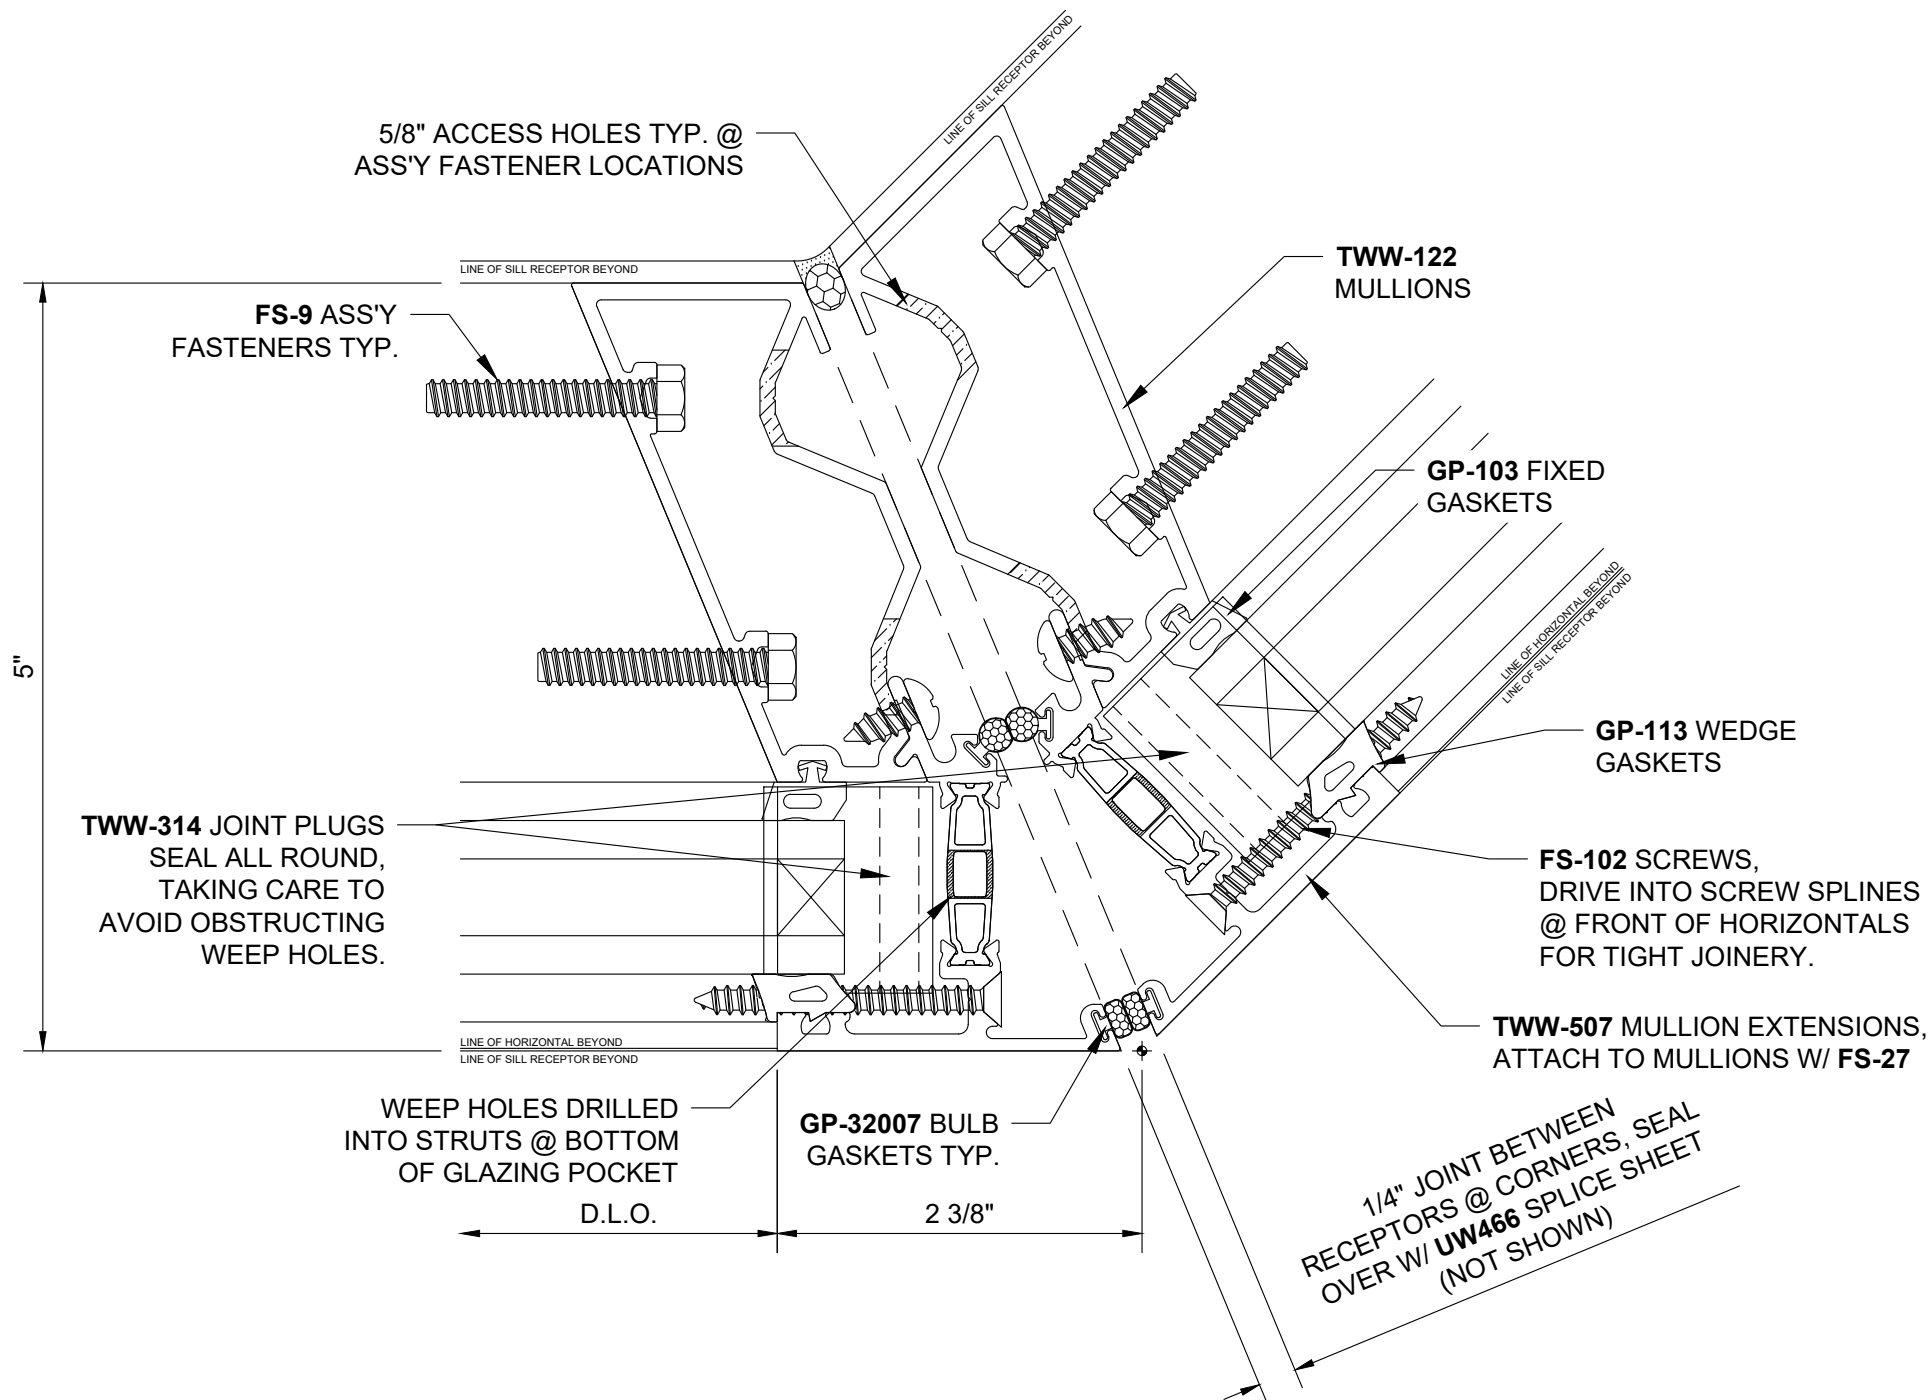 LINE OF SILL RECEPTOR BEYOND
5/8" ACCESS HOLES TYP. @
ASS'Y FASTENER LOCATIONS
TWW-122
MULLIONS
LINE OF SILL RECEPTOR BEYOND
FS-9 ASS'Y
FASTENERS TYP.
GP-103 FIXED
GASKETS
5"
LINE OF HORIZONTAL BEYOND
LINE OF SILL RECEPTOR BEYOND
GP-113 WEDGE
GASKETS
TWW-314 JOINT PLUGS
SEAL ALL ROUND,
TAKING CARE TO
AVOID OBSTRUCTING
WEEP HOLES.
FS-102 SCREWS,
DRIVE INTO SCREW SPLINES
@ FRONT OF HORIZONTALS
FOR TIGHT JOINERY.
TWW-507 MULLION EXTENSIONS,
ATTACH TO MULLIONS W/ FS-27
LINE OF HORIZONTAL BEYOND
LINE OF SILL RECEPTOR BEYOND
WEEP HOLES DRILLED
INTO STRUTS @ BOTTOM
OF GLAZING POCKET
GP-32007 BULB
GASKETS TYP.
D.L.O.
2 3/8"
1/4" JOINT BETWEEN
RECEPTORS @ CORNERS, SEAL
OVER W/ UW466 SPLICE SHEET
(NOT SHOWN)